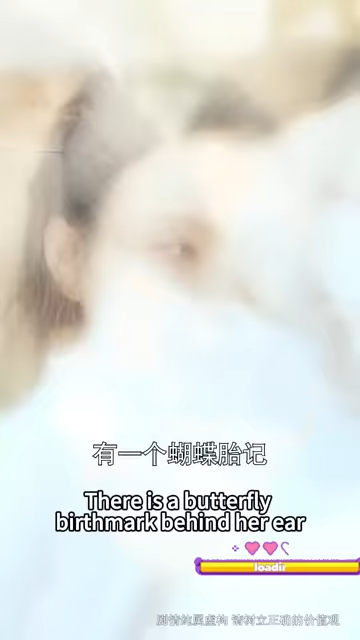 有一个蝴蝶胎记
There is a butterfly
birthmark behind her ear
loadir
剧情纯属虚构 请树立正确的价值观